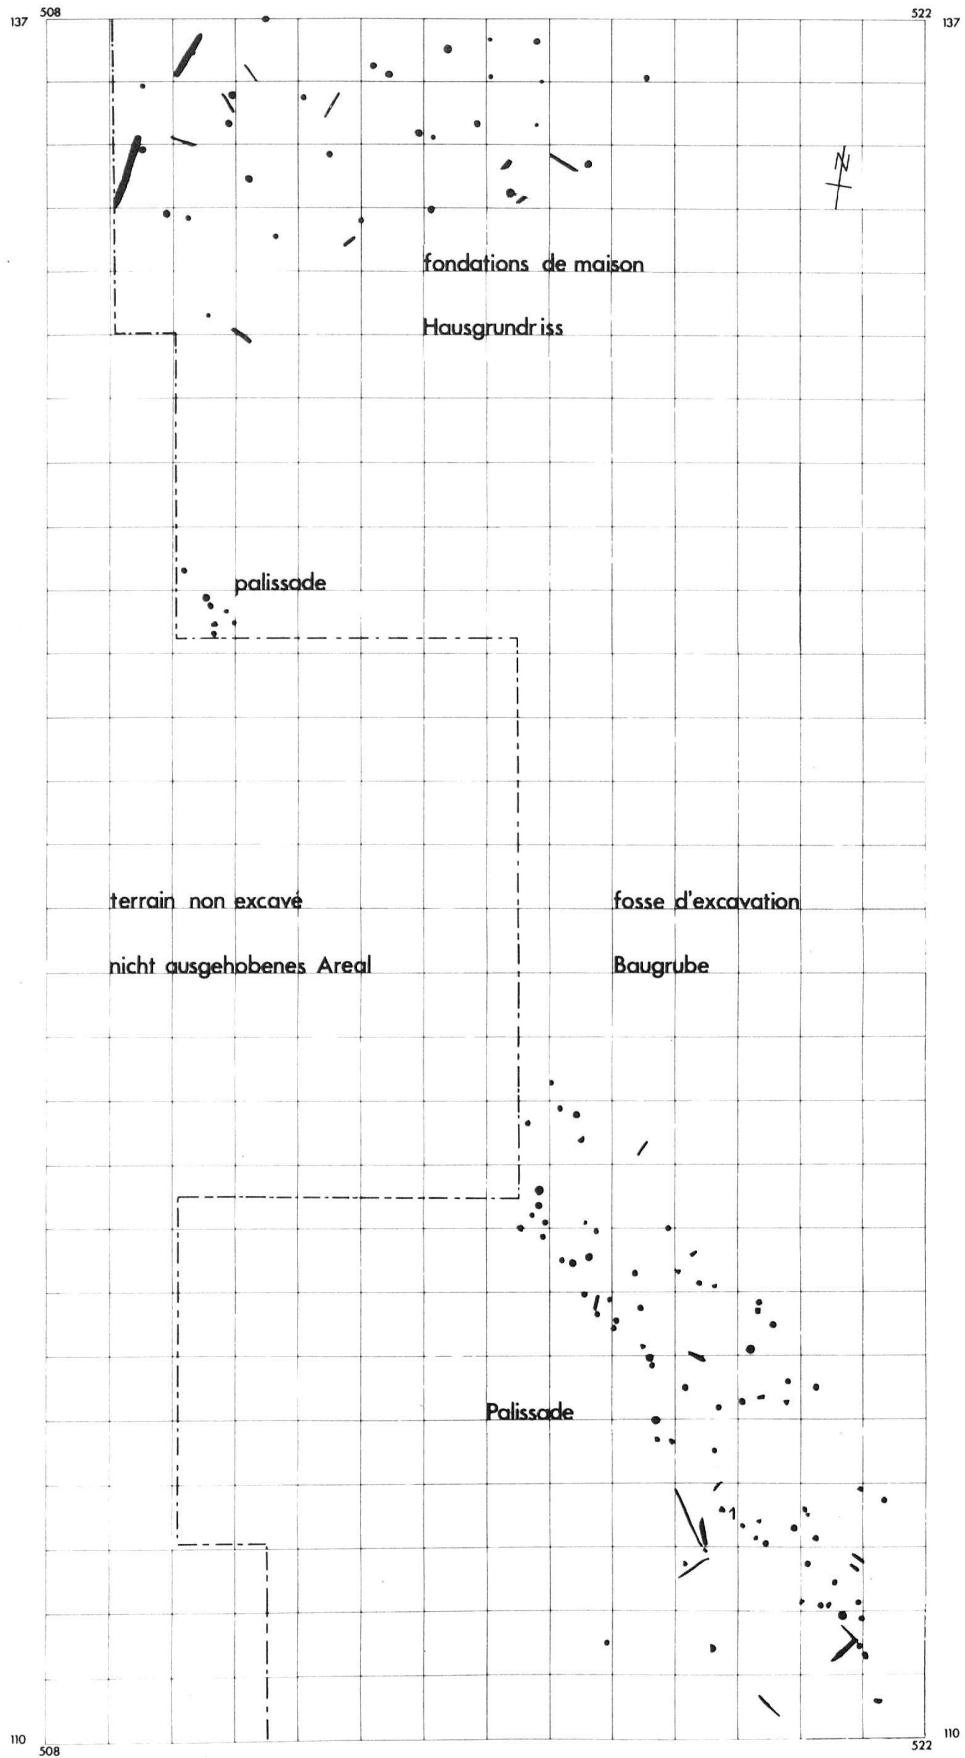 137 508 522 137
N
fondations de maison
Hausgrundriss
palissade
terrain non excavé
fosse d'excavation
nicht ausgehobenes Areal
Baugrube
Palissade
1
110 508 522 110